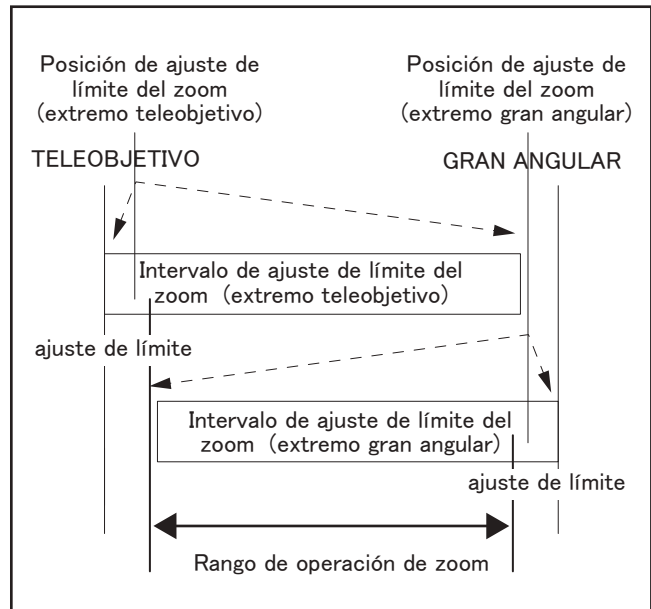 Posición de ajuste de
límite del zoom
(extremo teleobjetivo)
Posición de ajuste de
límite del zoom
(extremo gran angular)
TELEOBJETIVO
GRAN ANGULAR
Intervalo de ajuste de límite del
zoom (extremo teleobjetivo)
ajuste de límite
Intervalo de ajuste de límite del
zoom (extremo gran angular)
ajuste de límite
Rango de operación de zoom